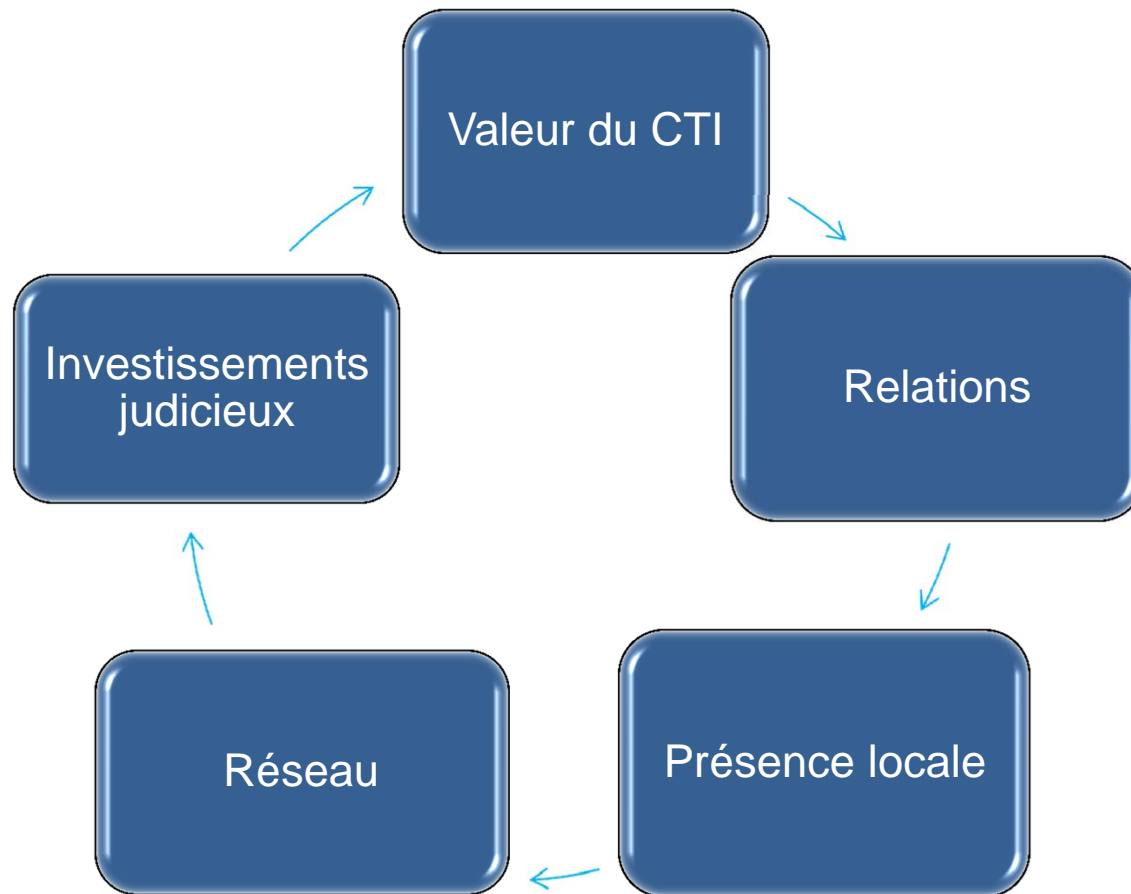 Valeur du CTI
Relations
Présence locale
Réseau
Investissements
judicieux